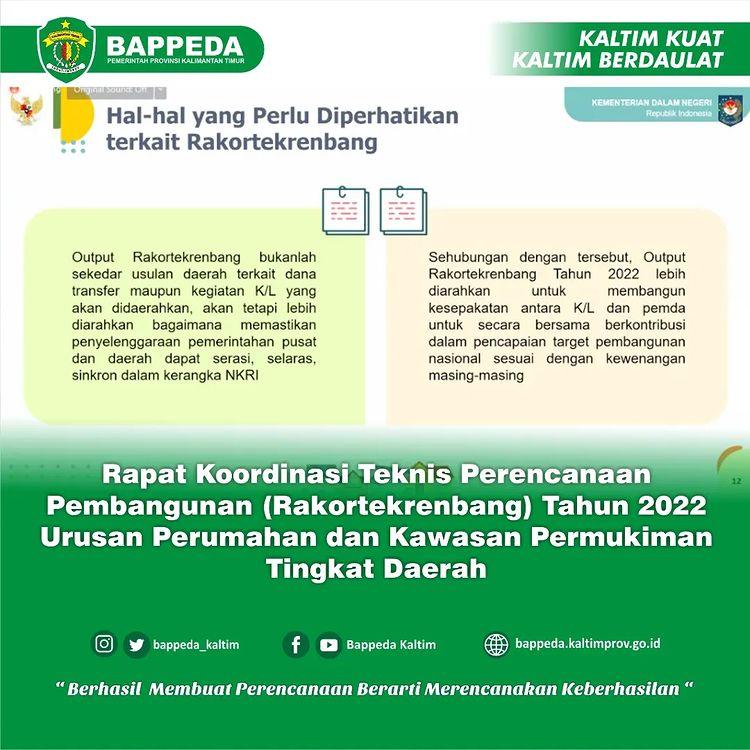 BAPPEDA
PEMERINTAH PROVINSI KALIMANTAN TIMUR
KALTIM KUAT
KALTIM BERDAULAT
Original Sound: Off
Hal-hal yang Perlu Diperhatikan
terkait Rakortekrenbang
KEMENTERIAN DALAM NEGERI
Republik Indonesia
Output Rakortekrenbang bukanlah
sekedar usulan daerah terkait dana
transfer maupun kegiatan K/L yang
akan didaerahkan, akan tetapi lebih
diarahkan bagaimana memastikan
penyelenggaraan pemerintahan pusat
dan daerah dapat serasi, selaras,
sinkron dalam kerangka NKRI
Sehubungan dengan tersebut, Output
Rakortekrenbang Tahun 2022 lebih
diarahkan untuk membangun
kesepakatan antara K/L dan pemda
untuk secara bersama berkontribusi
dalam pencapaian target pembangunan
nasional sesuai dengan kewenangan
masing-masing
12
Rapat Koordinasi Teknis Perencanaan
Pembangunan (Rakortekrenbang) Tahun 2022
Urusan Perumahan dan Kawasan Permukiman
Tingkat Daerah
bappeda_kaltim
Bappeda Kaltim
bappeda.kaltimprov.go.id
“ Berhasil Membuat Perencanaan Berarti Merencanakan Keberhasilan “